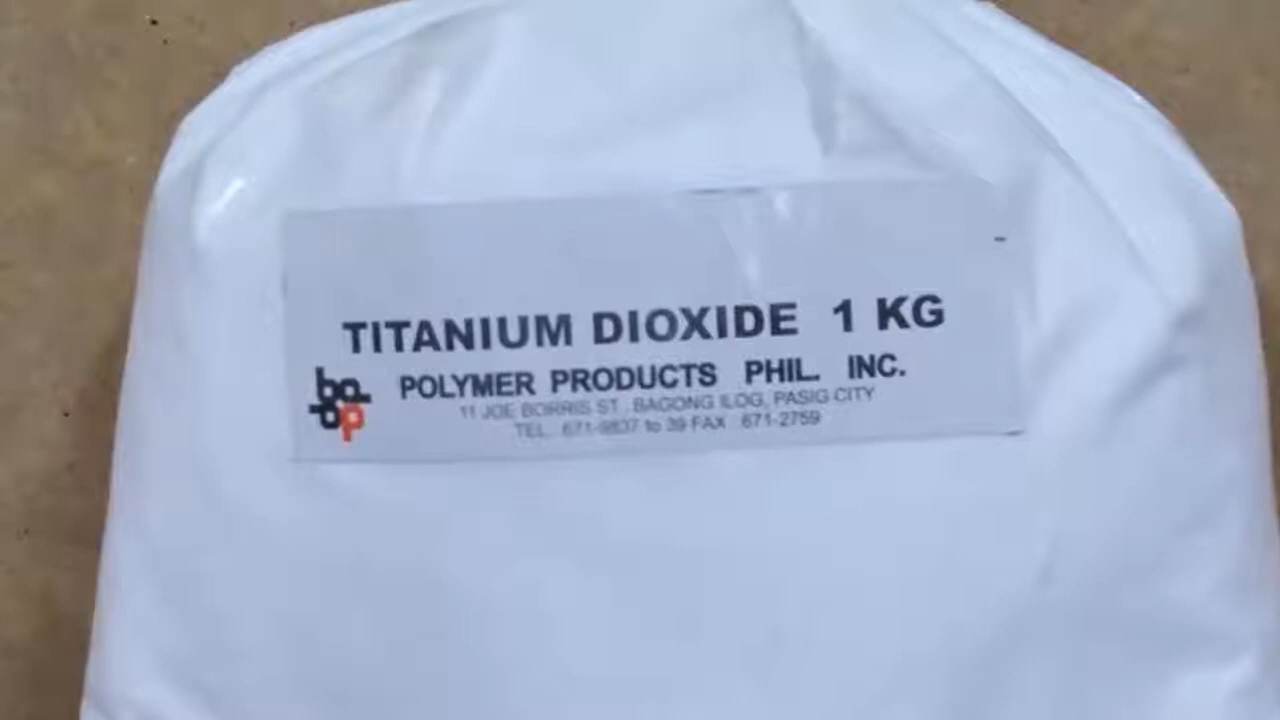 TITANIUM DIOXIDE 1 KG
POLYMER PRODUCTS PHIL. INC.
11 JOE BORRIS ST., BAGONG ILOG, PASIG CITY
TEL. 671-9837 to 39 FAX 671-2759